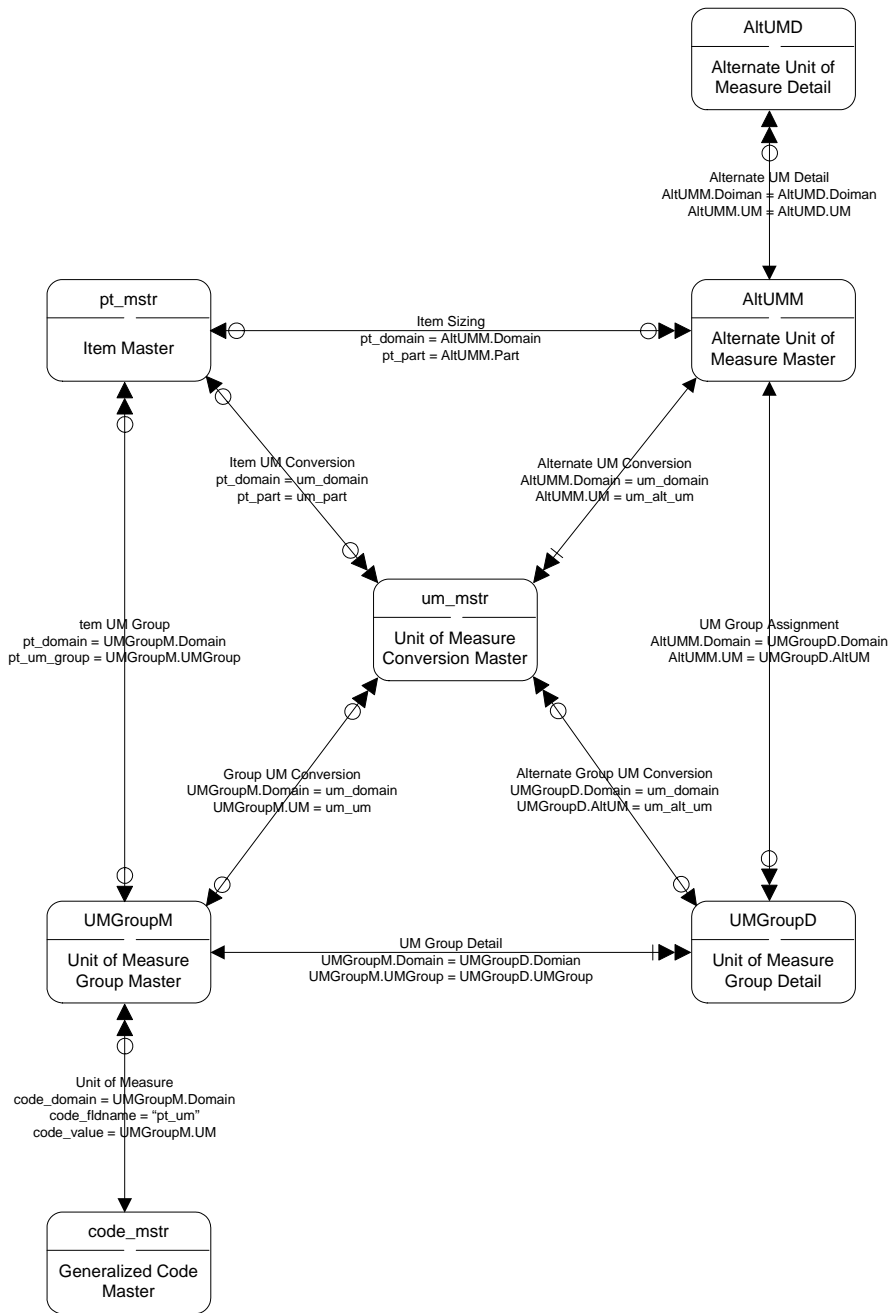 AltUMD
Alternate Unit of
Measure Detail
Alternate UM Detail
AltUMM.Doiman = AltUMD.Doiman
AltUMM.UM = AltUMD.UM
pt_mstr
Item Master
Item Sizing
pt_domain = AltUMM.Domain
pt_part = AltUMM.Part
AltUMM
Alternate Unit of
Measure Master
Item UM Conversion
pt_domain = um_domain
pt_part = um_part
Alternate UM Conversion
AltUMM.Domain = um_domain
AltUMM.UM = um_alt_um
tem UM Group
pt_domain = UMGroupM.Domain
pt_um_group = UMGroupM.UMGroup
um_mstr
Unit of Measure
Conversion Master
UM Group Assignment
AltUMM.Domain = UMGroupD.Domain
AltUMM.UM = UMGroupD.AltUM
Group UM Conversion
UMGroupM.Domain = um_domain
UMGroupM.UM = um_um
Alternate Group UM Conversion
UMGroupD.Domain = um_domain
UMGroupD.AltUM = um_alt_um
UMGroupM
Unit of Measure
Group Master
UM Group Detail
UMGroupM.Domain = UMGroupD.Domian
UMGroupM.UMGroup = UMGroupD.UMGroup
UMGroupD
Unit of Measure
Group Detail
Unit of Measure
code_domain = UMGroupM.Domain
code_fldname = “pt_um”
code_value = UMGroupM.UM
code_mstr
Generalized Code
Master